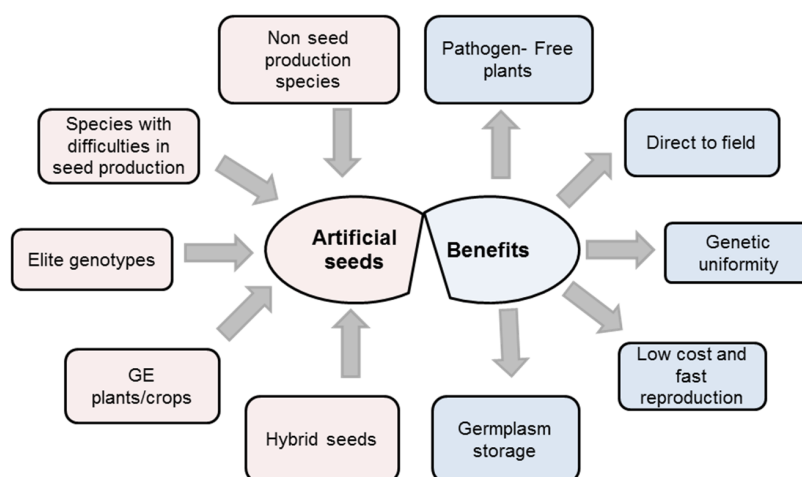 Non seed
production
species
Pathogen- Free
plants
Species with
difficulties in
seed production
Direct to field
Artificial
seeds
Benefits
Elite genotypes
Genetic
uniformity
GE
plants/crops
Low cost and
fast
reproduction
Hybrid seeds
Germplasm
storage